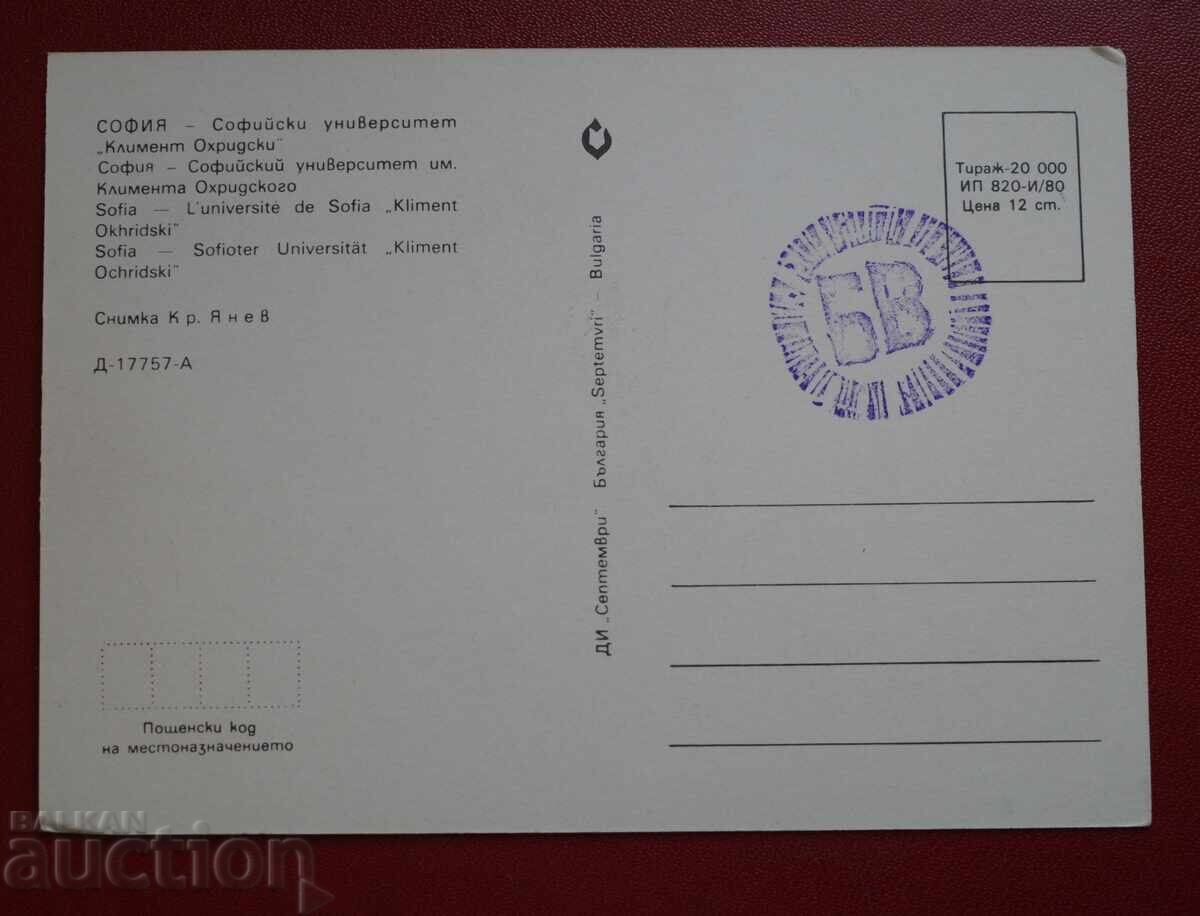 СОФИЯ – Софийски университет
„Климент Охридски"
София – Софийский университет им.
Климента Охридского
Sofia — L'université de Sofia „Kliment
Okhridski"
Sofia — Sofioter Universität „Kliment
Ochridski"
Снимка Кр. Янев
Д-17757-А
Пощенски код
на местоназначението
ДИ „Септември" България „Septemvri" – Bulgaria
Тираж-20 000
ИП 820-И/80
Цена 12 ст.
БВ
BALKAN
auction